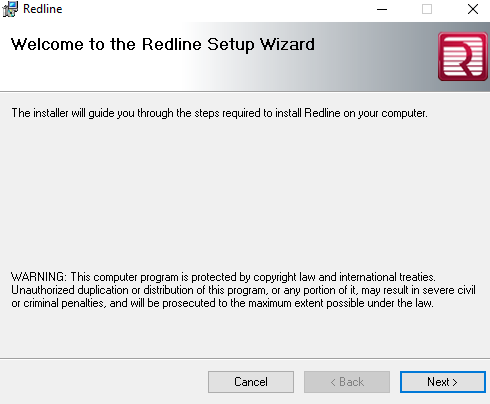 Redline
Welcome to the Redline Setup Wizard
R
The installer will guide you through the steps required to install Redline on your computer.
WARNING: This computer program is protected by copyright law and international treaties.
Unauthorized duplication or distribution of this program, or any portion of it, may result in severe civil
or criminal penalties, and will be prosecuted to the maximum extent possible under the law.
Cancel
< Back
Next >